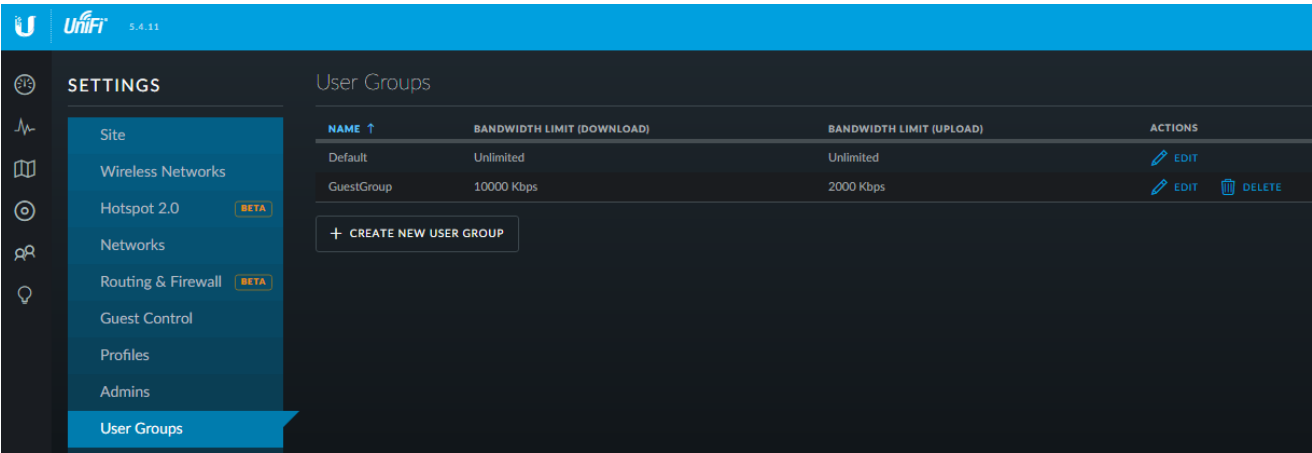 UniFi 5.4.11
SETTINGS
Site
Wireless Networks
Hotspot 2.0 BETA
Networks
Routing & Firewall BETA
Guest Control
Profiles
Admins
User Groups
User Groups
NAME ↑ BANDWIDTH LIMIT (DOWNLOAD) BANDWIDTH LIMIT (UPLOAD) ACTIONS
Default Unlimited Unlimited EDIT
GuestGroup 10000 Kbps 2000 Kbps EDIT DELETE
+ CREATE NEW USER GROUP